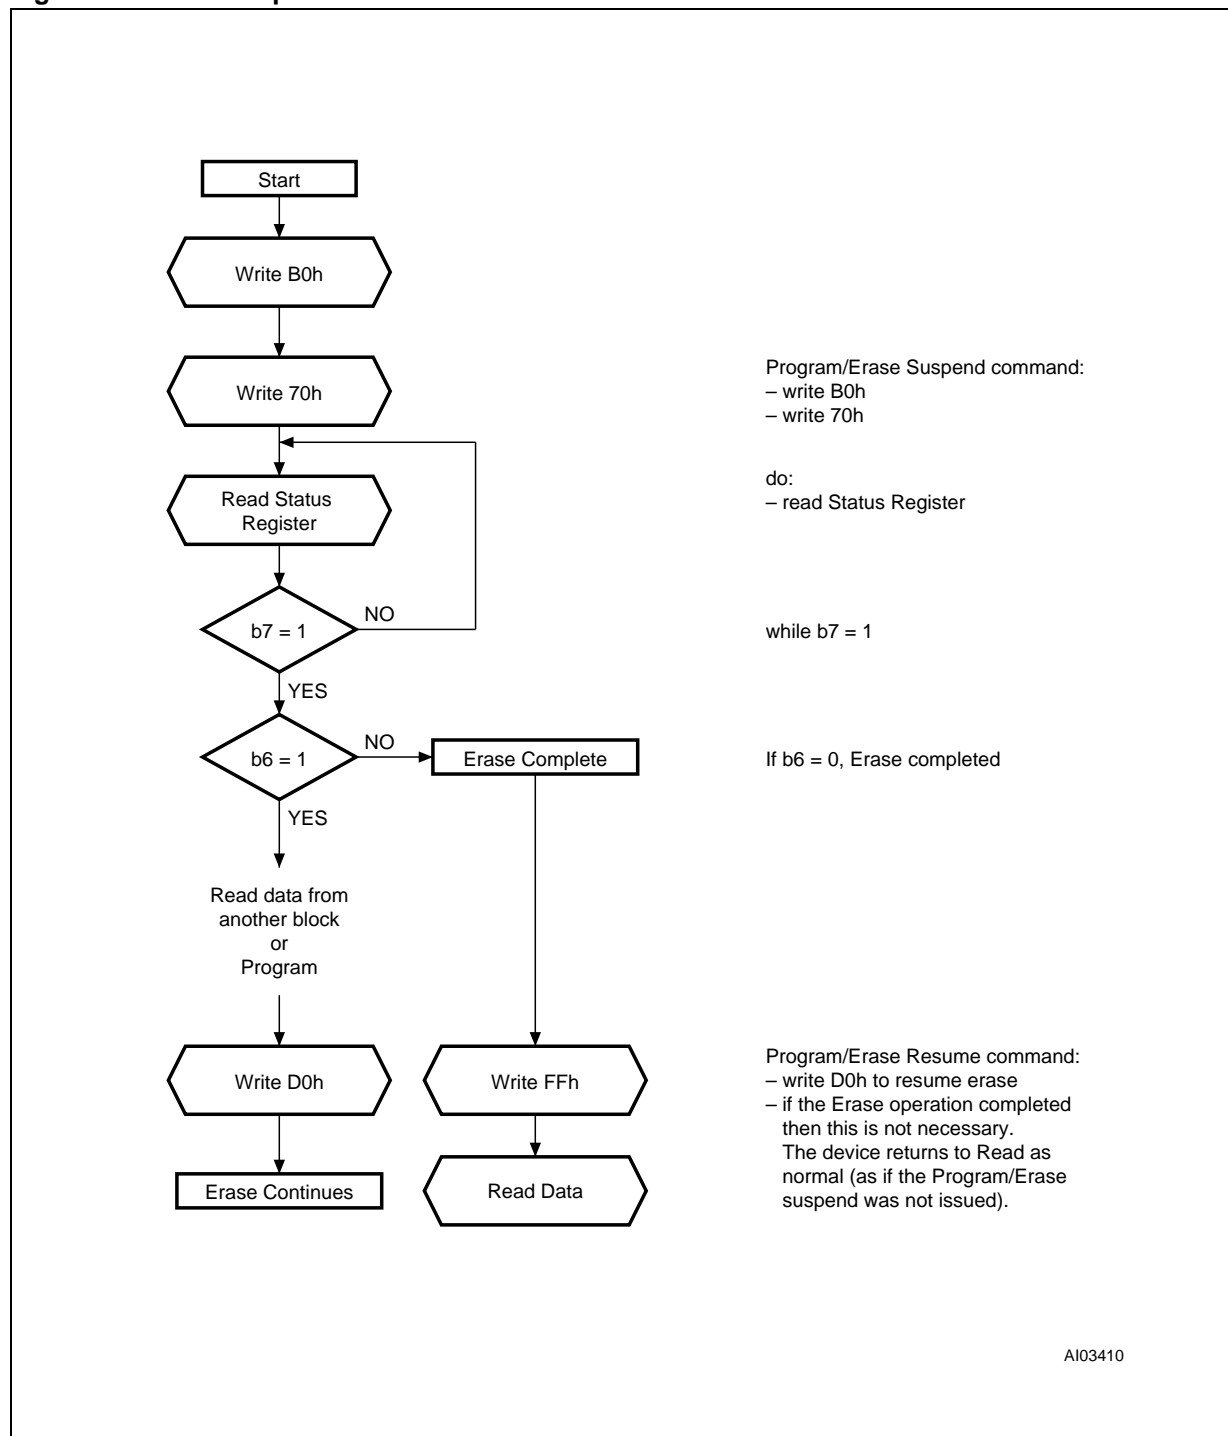 Start
Write B0h
Write 70h
Program/Erase Suspend command:
– write B0h
– write 70h
Read Status
Register
do:
– read Status Register
b7 = 1
NO
while b7 = 1
YES
b6 = 1
NO
Erase Complete
If b6 = 0, Erase completed
YES
Read data from
another block
or
Program
Write D0h
Write FFh
Program/Erase Resume command:
– write D0h to resume erase
– if the Erase operation completed
then this is not necessary.
The device returns to Read as
normal (as if the Program/Erase
suspend was not issued).
Erase Continues
Read Data
AI03410